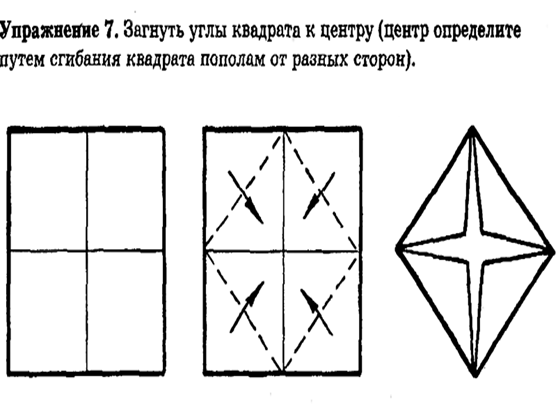 Упражнение 7. Загнуть углы квадрата к центру (центр определите
путем сгибания квадрата пополам от разных сторон).